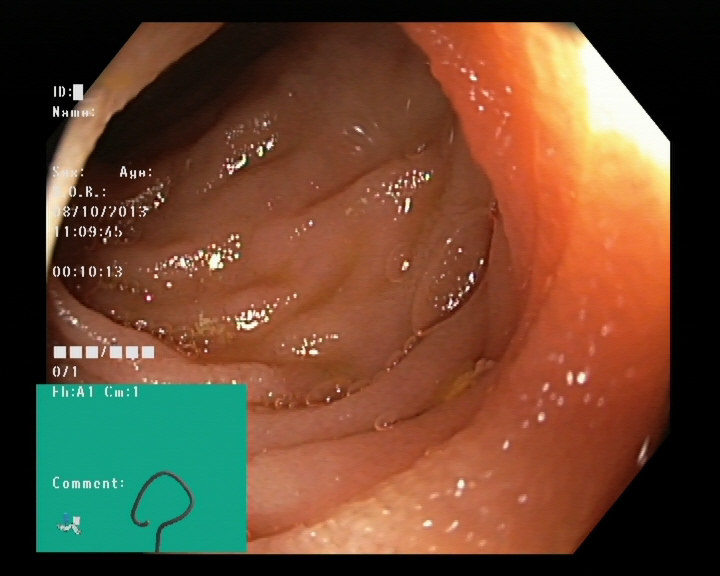 ID:
Name:
Sex: Age:
D.O.B.:
08/10/2013
11:09:45
00:10:13
/
0/1
Eh:A1 Cm:1
Comment: